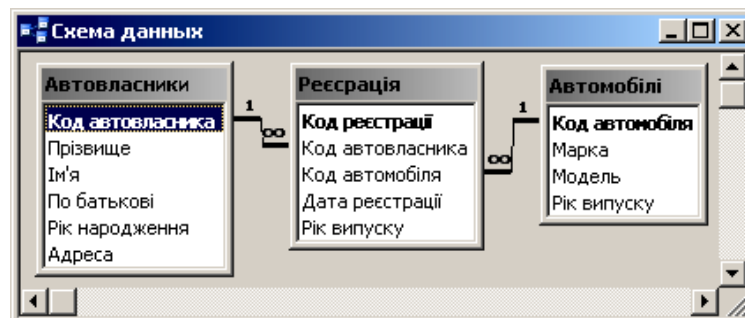 Схема данных
Автовласники
Код автовласника
Прізвище
Ім'я
По батькові
Рік народження
Адреса
1
∞
Реєсрація
Код реєстрації
Код автовласника
Код автомобіля
Дата реєстрації
Рік випуску
∞
1
Автомобілі
Код автомобіля
Марка
Модель
Рік випуску